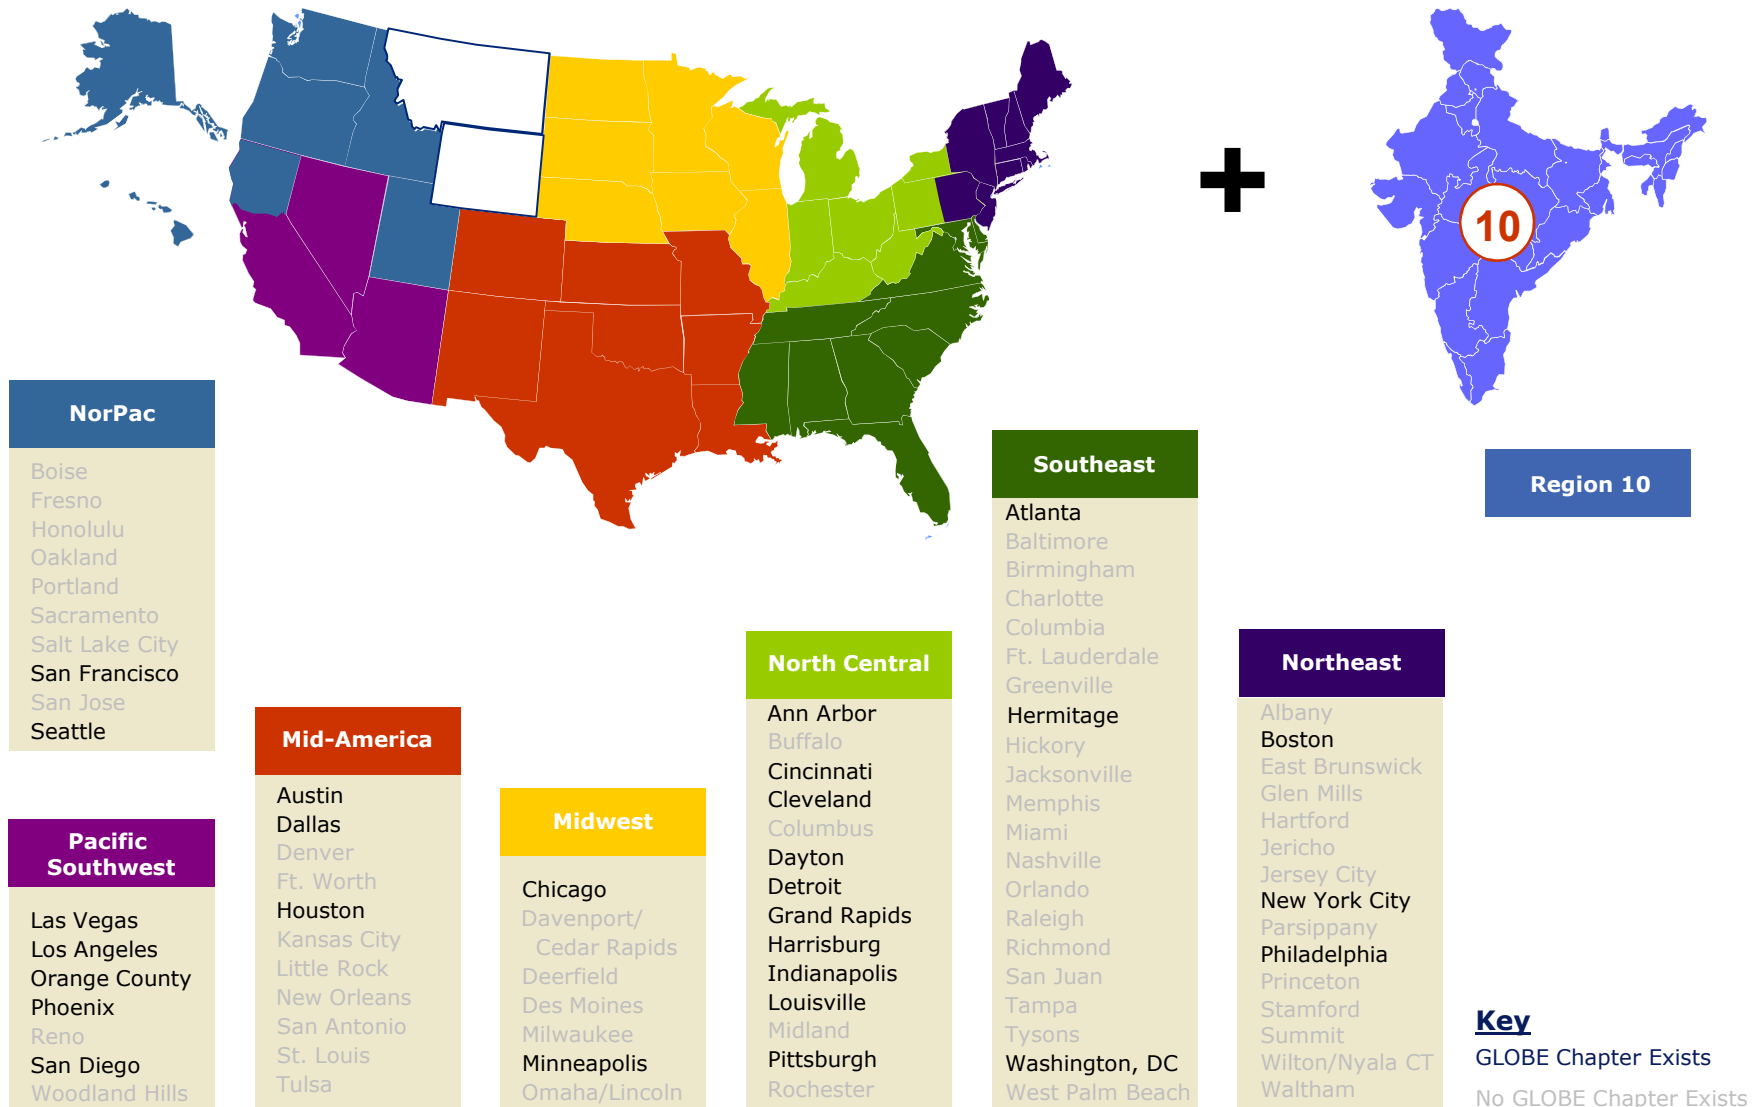 10
NorPac
Boise
Fresno
Honolulu
Oakland
Portland
Sacramento
Salt Lake City
San Francisco
San Jose
Seattle
Pacific
Southwest
Las Vegas
Los Angeles
Orange County
Phoenix
Reno
San Diego
Woodland Hills
Mid-America
Austin
Dallas
Denver
Ft. Worth
Houston
Kansas City
Little Rock
New Orleans
San Antonio
St. Louis
Tulsa
Midwest
Chicago
Davenport/
Cedar Rapids
Deerfield
Des Moines
Milwaukee
Minneapolis
Omaha/Lincoln
North Central
Ann Arbor
Buffalo
Cincinnati
Cleveland
Columbus
Dayton
Detroit
Grand Rapids
Harrisburg
Indianapolis
Louisville
Midland
Pittsburgh
Rochester
Southeast
Atlanta
Baltimore
Birmingham
Charlotte
Columbia
Ft. Lauderdale
Greenville
Hermitage
Hickory
Jacksonville
Memphis
Miami
Nashville
Orlando
Raleigh
Richmond
San Juan
Tampa
Tysons
Washington, DC
West Palm Beach
Northeast
Albany
Boston
East Brunswick
Glen Mills
Hartford
Jericho
Jersey City
New York City
Parsippany
Philadelphia
Princeton
Stamford
Summit
Wilton/Nyala CT
Waltham
Region 10
Key
GLOBE Chapter Exists
No GLOBE Chapter Exists